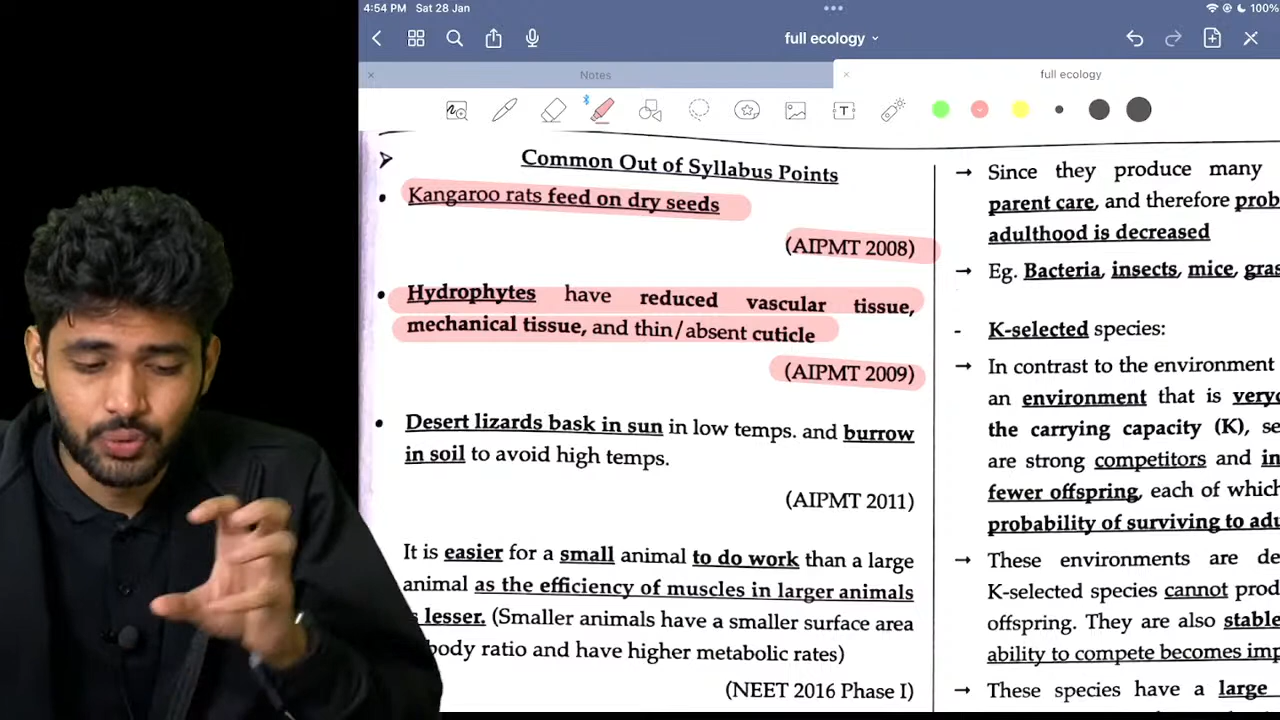 4:54 PM Sat 28 Jan
100%
full ecology
Notes
full ecology
T
Common Out of Syllabus Points
Kangaroo rats feed on dry seeds
(AIPMT 2008)
Hydrophytes have reduced vascular tissue,
mechanical tissue, and thin/absent cuticle
(AIPMT 2009)
Desert lizards bask in sun in low temps. and burrow
in soil to avoid high temps.
(AIPMT 2011)
It is easier for a small animal to do work than a large
animal as the efficiency of muscles in larger animals
lesser. (Smaller animals have a smaller surface area
body ratio and have higher metabolic rates)
(NEET 2016 Phase I)
→ Since they produce many
parent care, and therefore
adulthood is decreased
→ Eg. Bacteria, insects, mice,
- K-selected species:
→ In contrast to the environment
an environment that is
the carrying capacity (K),
are strong competitors and
fewer offspring, each of which
probability of surviving to
→ These environments are
K-selected species cannot
offspring. They are also
ability to compete becomes
→ These species have a large